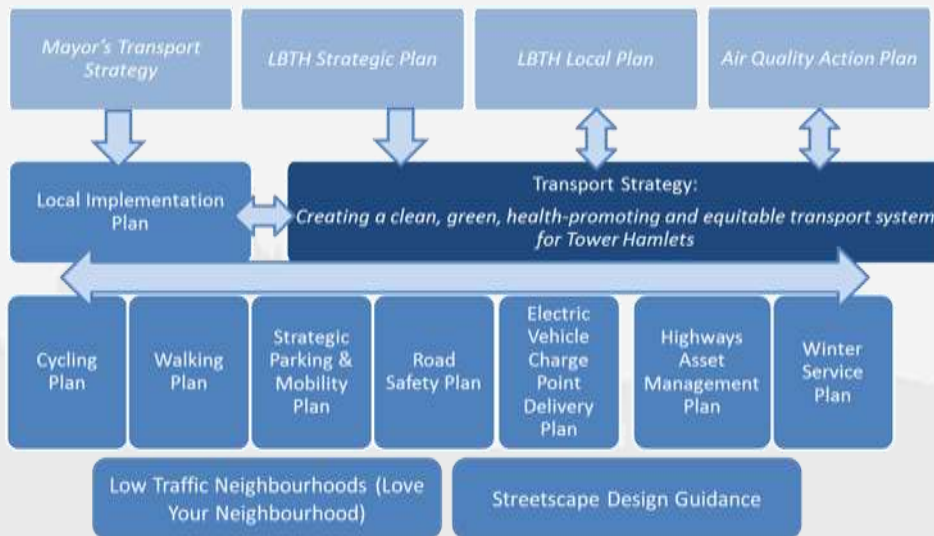 Mayor's Transport
Strategy
LBTH Strategic Plan
LBTH Local Plan
Air Quality Action Plan
Local Implementation
Plan
Transport Strategy:
Creating a clean, green, health-promoting and equitable transport system
for Tower Hamlets
Cycling
Plan
Walking
Plan
Strategic
Parking &
Mobility
Plan
Road
Safety Plan
Electric
Vehicle
Charge
Point
Delivery
Plan
Highways
Asset
Management
Plan
Winter
Service
Plan
Low Traffic Neighbourhoods (Love
Your Neighbourhood)
Streetscape Design Guidance